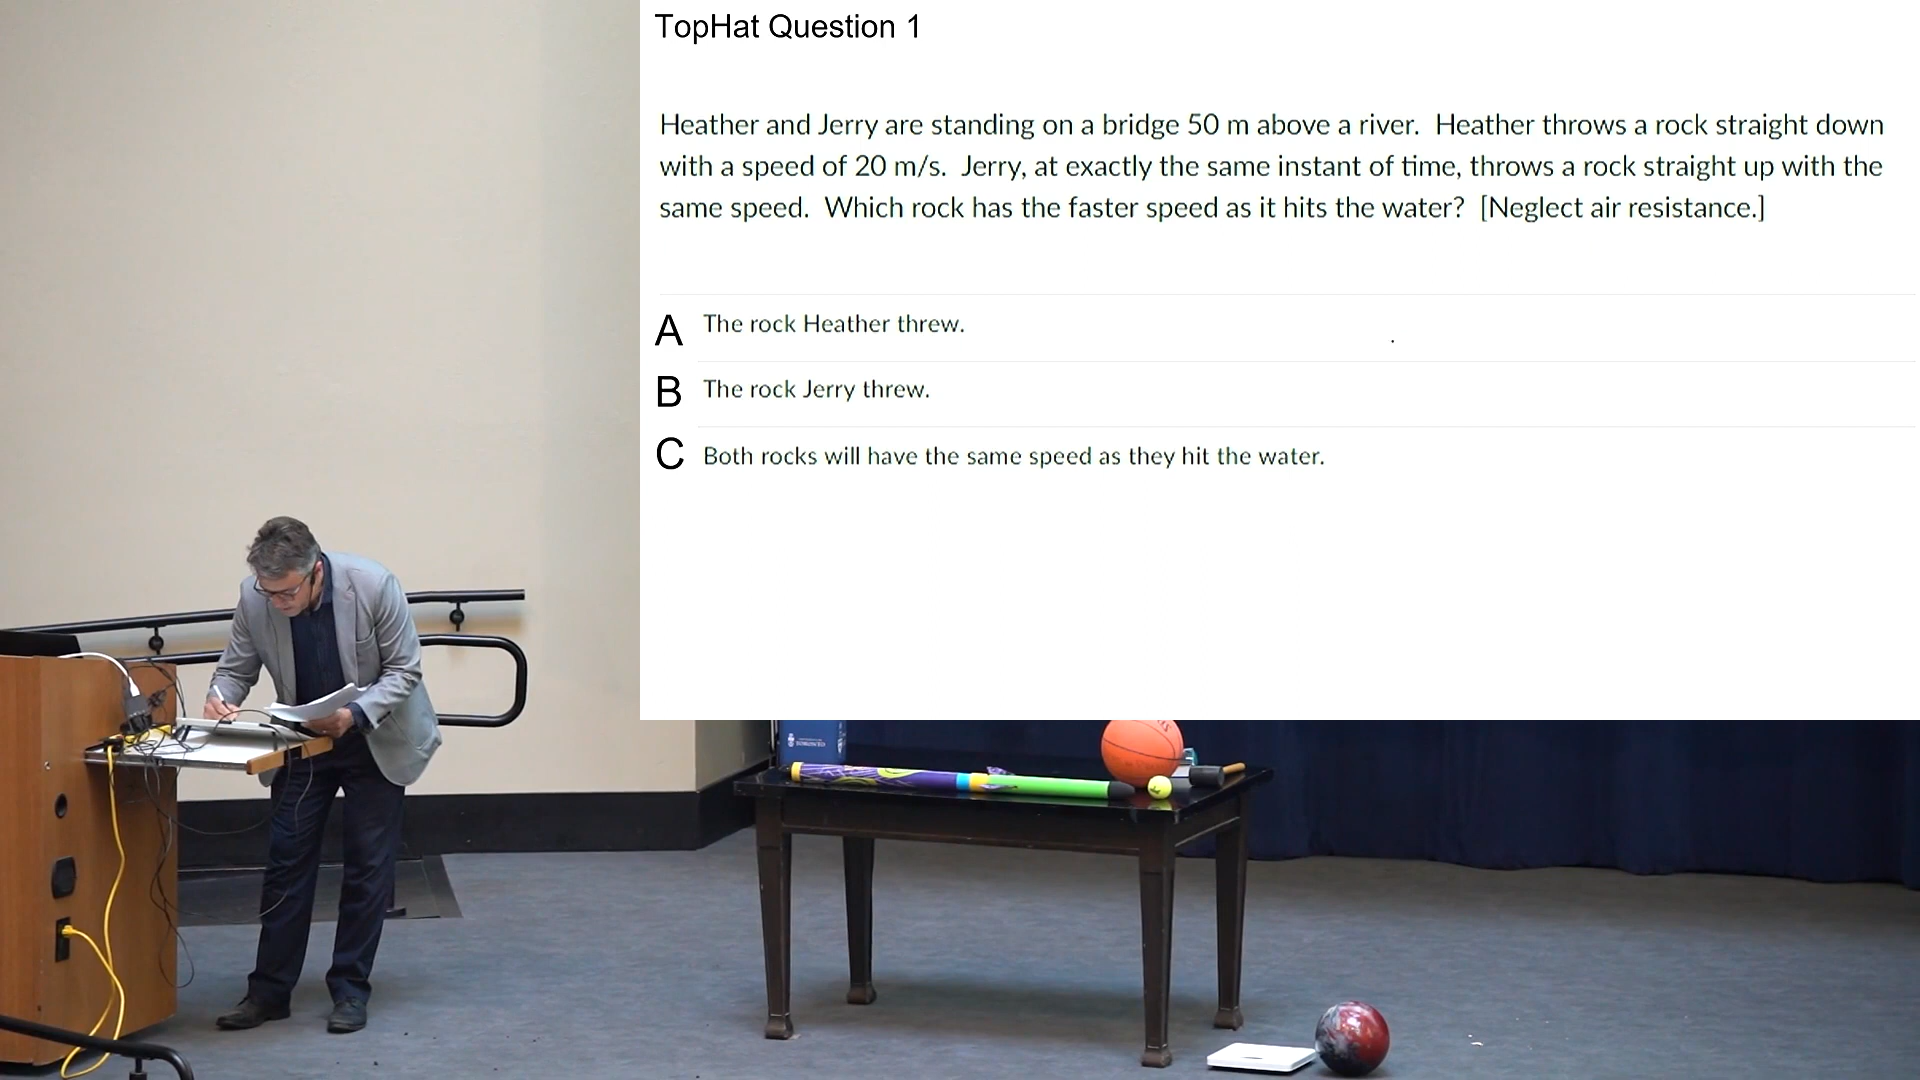 TopHat Question 1
Heather and Jerry are standing on a bridge 50 m above a river. Heather throws a rock straight down
with a speed of 20 m/s. Jerry, at exactly the same instant of time, throws a rock straight up with the
same speed. Which rock has the faster speed as it hits the water? [Neglect air resistance.]
A The rock Heather threw.
B The rock Jerry threw.
C Both rocks will have the same speed as they hit the water.
TORONTO